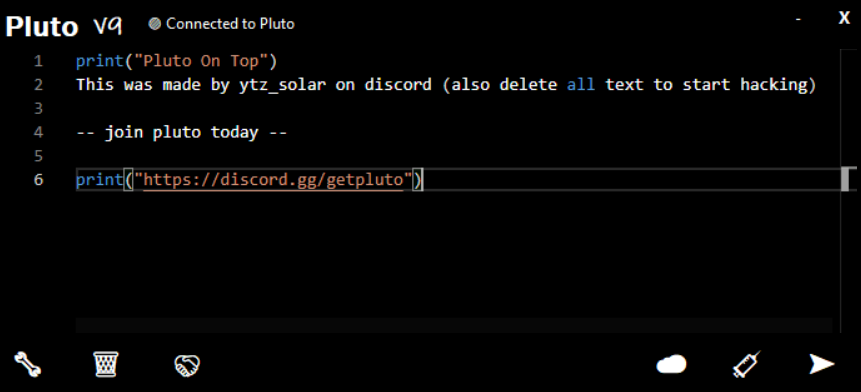 Pluto v9 Connected to Pluto - X
1 print("Pluto On Top")
2 This was made by ytz_solar on discord (also delete all text to start hacking)
3
4 -- join pluto today --
5
6 print("https://discord.gg/getpluto")